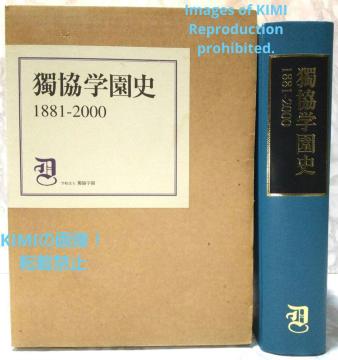 images of KIMI
Reproduction
prohibited.
獨協学園史
1881-2000
学校法人 獨協学園
獨協学園史
1881-2000
KIMIの画像!
転載禁止